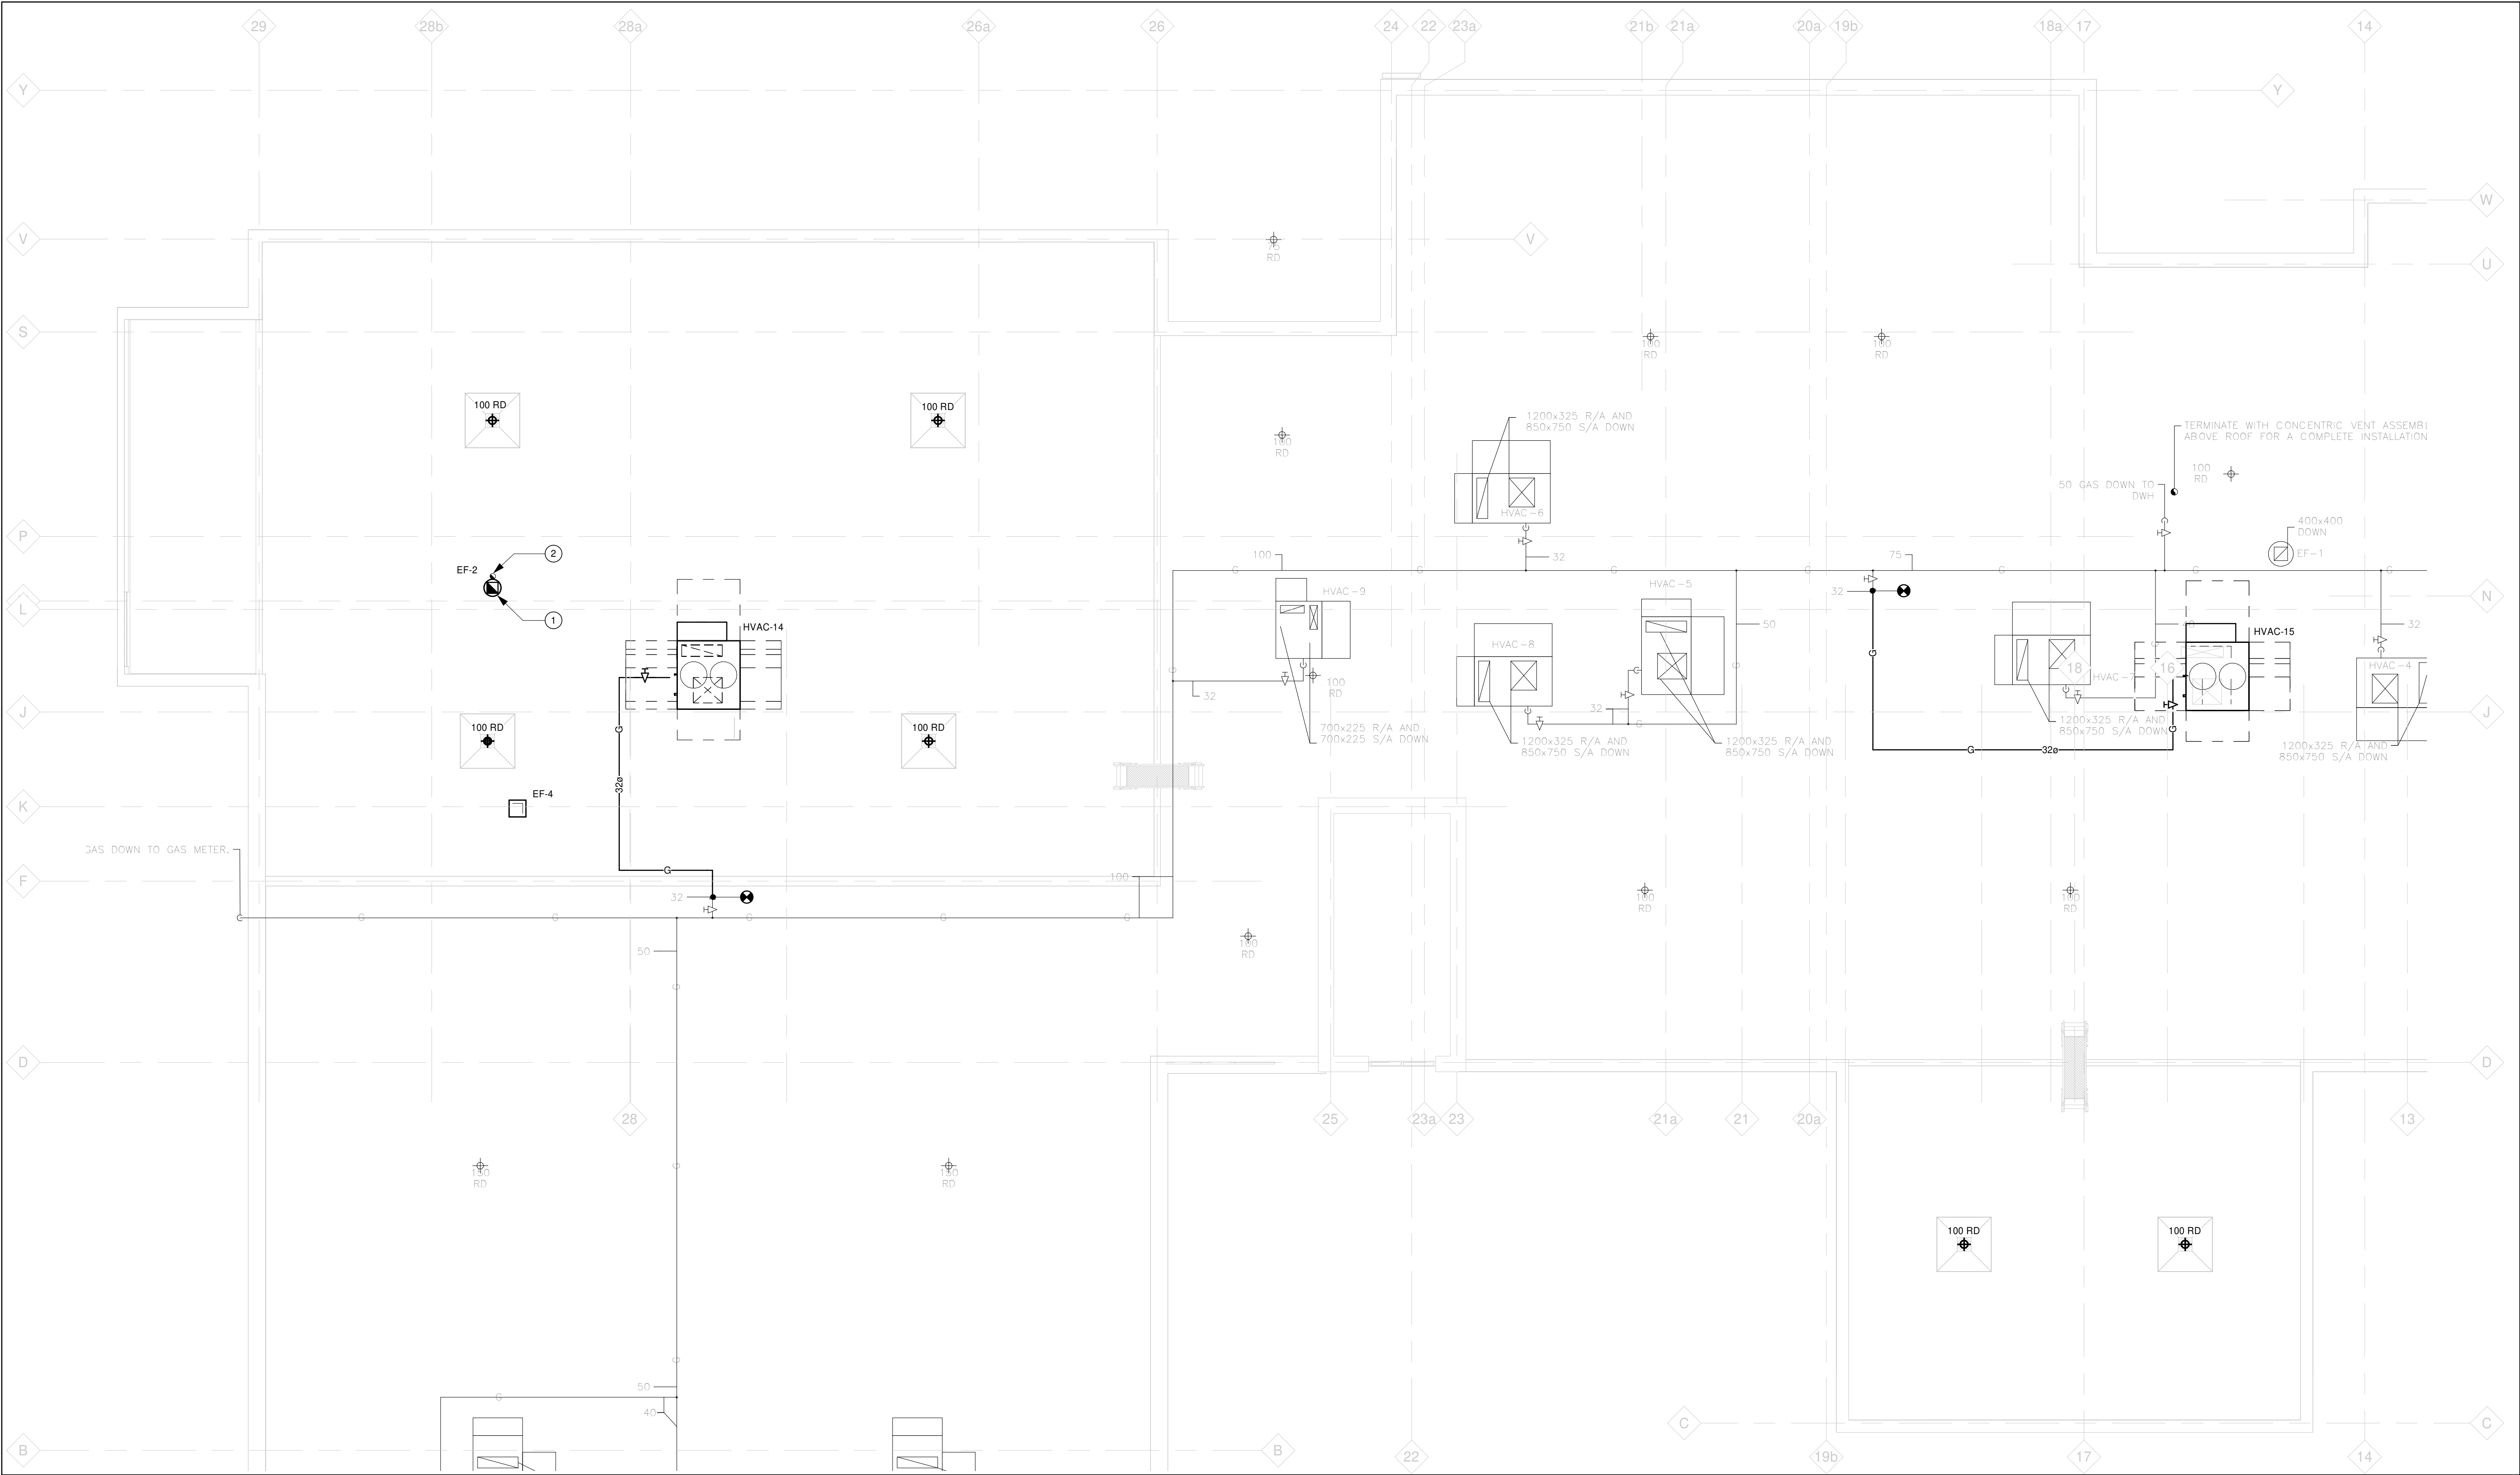 29
28b
28a
26a
26
24
22
23a
21b
21a
20a
19b
18a
17
14
Y
Y
W
V
V
U
75
RD
S
100
RD
100
RD
100 RD
100 RD
1200x325 R/A AND
850x750 S/A DOWN
TERMINATE WITH CONCENTRIC VENT ASSEMBL
ABOVE ROOF FOR A COMPLETE INSTALLATION
100
RD
100
RD
50 GAS DOWN TO
DWH
HVAC-6
400x400
DOWN
EF-1
P
2
EF-2
100
32
75
G
G
G
G
G
G
G
HVAC-5
HVAC-9
32
L
N
1
50
32
HVAC-14
HVAC-15
HVAC-8
G
G
G
G
18
16
HVAC-7
HVAC-4
40
100
RD
32
32
J
J
1200x325 R/A AND
850x750 S/A DOWN
100 RD
100 RD
G
G
700x225 R/A AND
700x225 S/A DOWN
1200x325 R/A AND
850x750 S/A DOWN
1200x325 R/A AND
850x750 S/A DOWN
G
G
32ø
1200x325 R/A AND
850x750 S/A DOWN
32ø
EF-4
K
GAS DOWN TO GAS METER.
G
F
100
32
100
RD
100
RD
G
G
G
G
G
100
RD
50
G
D
D
28
25
23a
23
21a
21
20a
13
G
150
RD
150
RD
100 RD
100 RD
G
50
G
40
C
C
B
B
22
19b
17
14